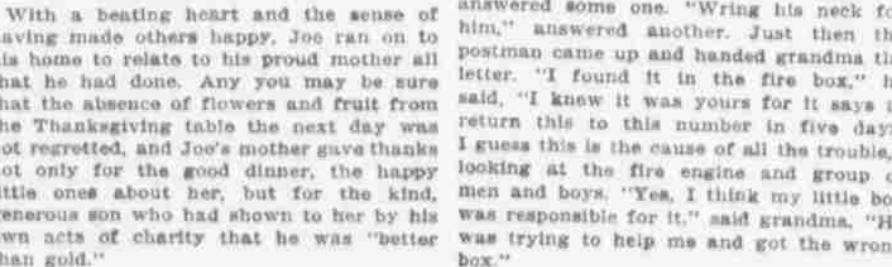 With a beating heart and the sense of
aving made others happy, Joe ran on to
is home to relate to his proud mother all
hat he had done. Any you may be sure
hat the absence of flowers and fruit from
he Thanksgiving table the next day was
ot regretted, and Joe's mother gave thanks
ot only for the good dinner, the happy
ittle ones about her, but for the kind,
enerous son who had shown to her by his
wn acts of charity that he was "better
han gold."
answered some one. "Wring his neck fo
him," answered another. Just then th
postman came up and handed grandma th
letter. "I found it in the fire box," h
said, "I knew it was yours for it says
return this to this number in five day
I guess this is the cause of all the trouble,
looking at the fire engine and group o
men and boys. "Yes, I think my little bo
was responsible for it," said grandma. "H
was trying to help me and got the wron
box."